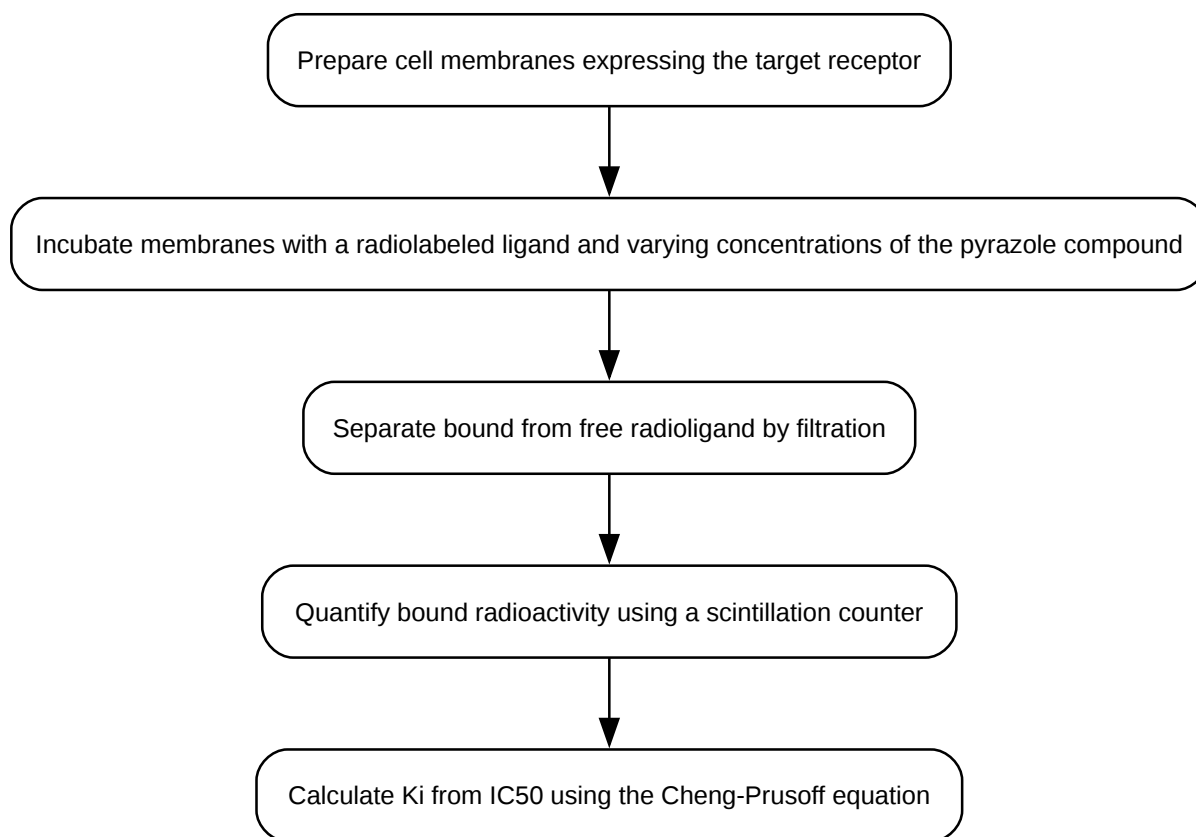 Prepare cell membranes expressing the target receptor
Incubate membranes with a radiolabeled ligand and varying concentrations of the pyrazole compound
Separate bound from free radioligand by filtration
Quantify bound radioactivity using a scintillation counter
Calculate Ki from IC50 using the Cheng-Prusoff equation